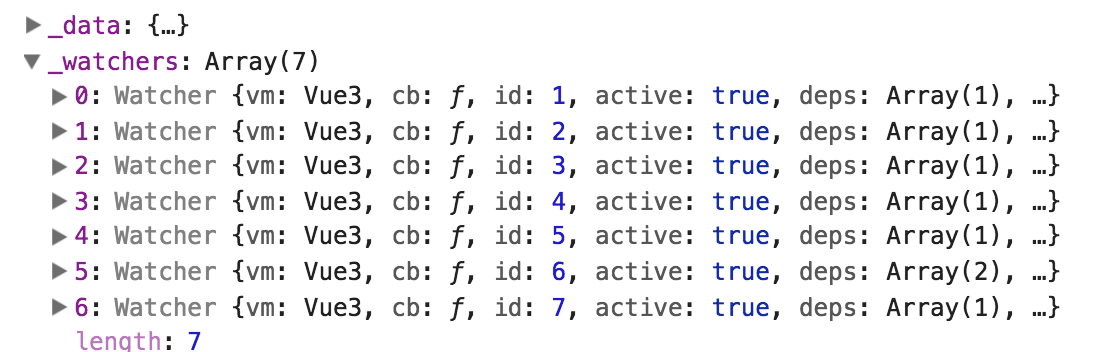 ▶_data: {…}
▼_watchers: Array(7)
▶0: Watcher {vm: Vue3, cb: ƒ, id: 1, active: true, deps: Array(1), …}
▶1: Watcher {vm: Vue3, cb: ƒ, id: 2, active: true, deps: Array(1), …}
▶2: Watcher {vm: Vue3, cb: ƒ, id: 3, active: true, deps: Array(1), …}
▶3: Watcher {vm: Vue3, cb: ƒ, id: 4, active: true, deps: Array(1), …}
▶4: Watcher {vm: Vue3, cb: ƒ, id: 5, active: true, deps: Array(1), …}
▶5: Watcher {vm: Vue3, cb: ƒ, id: 6, active: true, deps: Array(2), …}
▶6: Watcher {vm: Vue3, cb: ƒ, id: 7, active: true, deps: Array(1), …}
length: 7